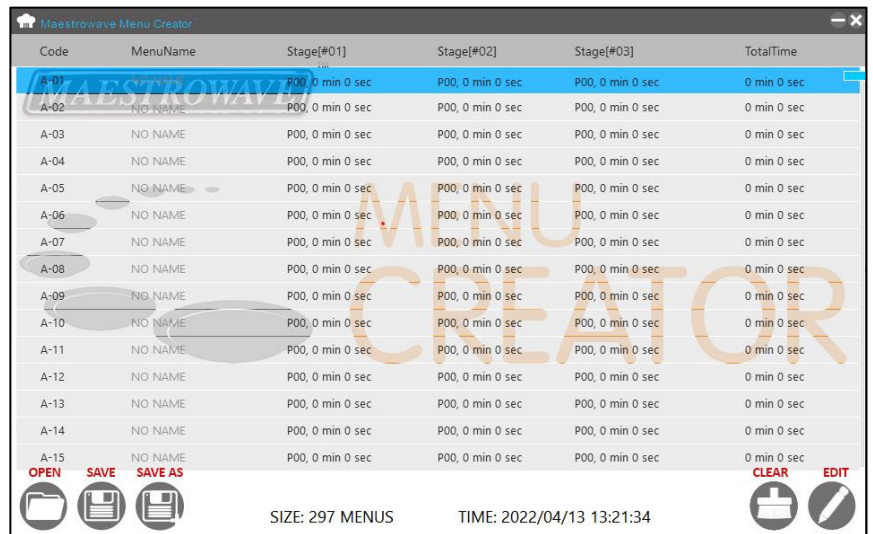 Maestrowave Menu Creator
Code MenuName Stage[#01] Stage[#02] Stage[#03] TotalTime
A-01 NO NAME P00, 0 min 0 sec P00, 0 min 0 sec P00, 0 min 0 sec 0 min 0 sec
MAESTROWAVE
A-02 NO NAME P00, 0 min 0 sec P00, 0 min 0 sec P00, 0 min 0 sec 0 min 0 sec
A-03 NO NAME P00, 0 min 0 sec P00, 0 min 0 sec P00, 0 min 0 sec 0 min 0 sec
A-04 NO NAME P00, 0 min 0 sec P00, 0 min 0 sec P00, 0 min 0 sec 0 min 0 sec
A-05 NO NAME P00, 0 min 0 sec P00, 0 min 0 sec P00, 0 min 0 sec 0 min 0 sec
A-06 NO NAME P00, 0 min 0 sec P00, 0 min 0 sec P00, 0 min 0 sec 0 min 0 sec
MENU
A-07 NO NAME P00, 0 min 0 sec P00, 0 min 0 sec P00, 0 min 0 sec 0 min 0 sec
A-08 NO NAME P00, 0 min 0 sec P00, 0 min 0 sec P00, 0 min 0 sec 0 min 0 sec
A-09 NO NAME P00, 0 min 0 sec P00, 0 min 0 sec P00, 0 min 0 sec 0 min 0 sec
CREATOR
A-10 NO NAME P00, 0 min 0 sec P00, 0 min 0 sec P00, 0 min 0 sec 0 min 0 sec
A-11 NO NAME P00, 0 min 0 sec P00, 0 min 0 sec P00, 0 min 0 sec 0 min 0 sec
A-12 NO NAME P00, 0 min 0 sec P00, 0 min 0 sec P00, 0 min 0 sec 0 min 0 sec
A-13 NO NAME P00, 0 min 0 sec P00, 0 min 0 sec P00, 0 min 0 sec 0 min 0 sec
A-14 NO NAME P00, 0 min 0 sec P00, 0 min 0 sec P00, 0 min 0 sec 0 min 0 sec
A-15 NO NAME P00, 0 min 0 sec P00, 0 min 0 sec P00, 0 min 0 sec 0 min 0 sec
OPEN SAVE SAVE AS CLEAR EDIT
SIZE: 297 MENUS TIME: 2022/04/13 13:21:34